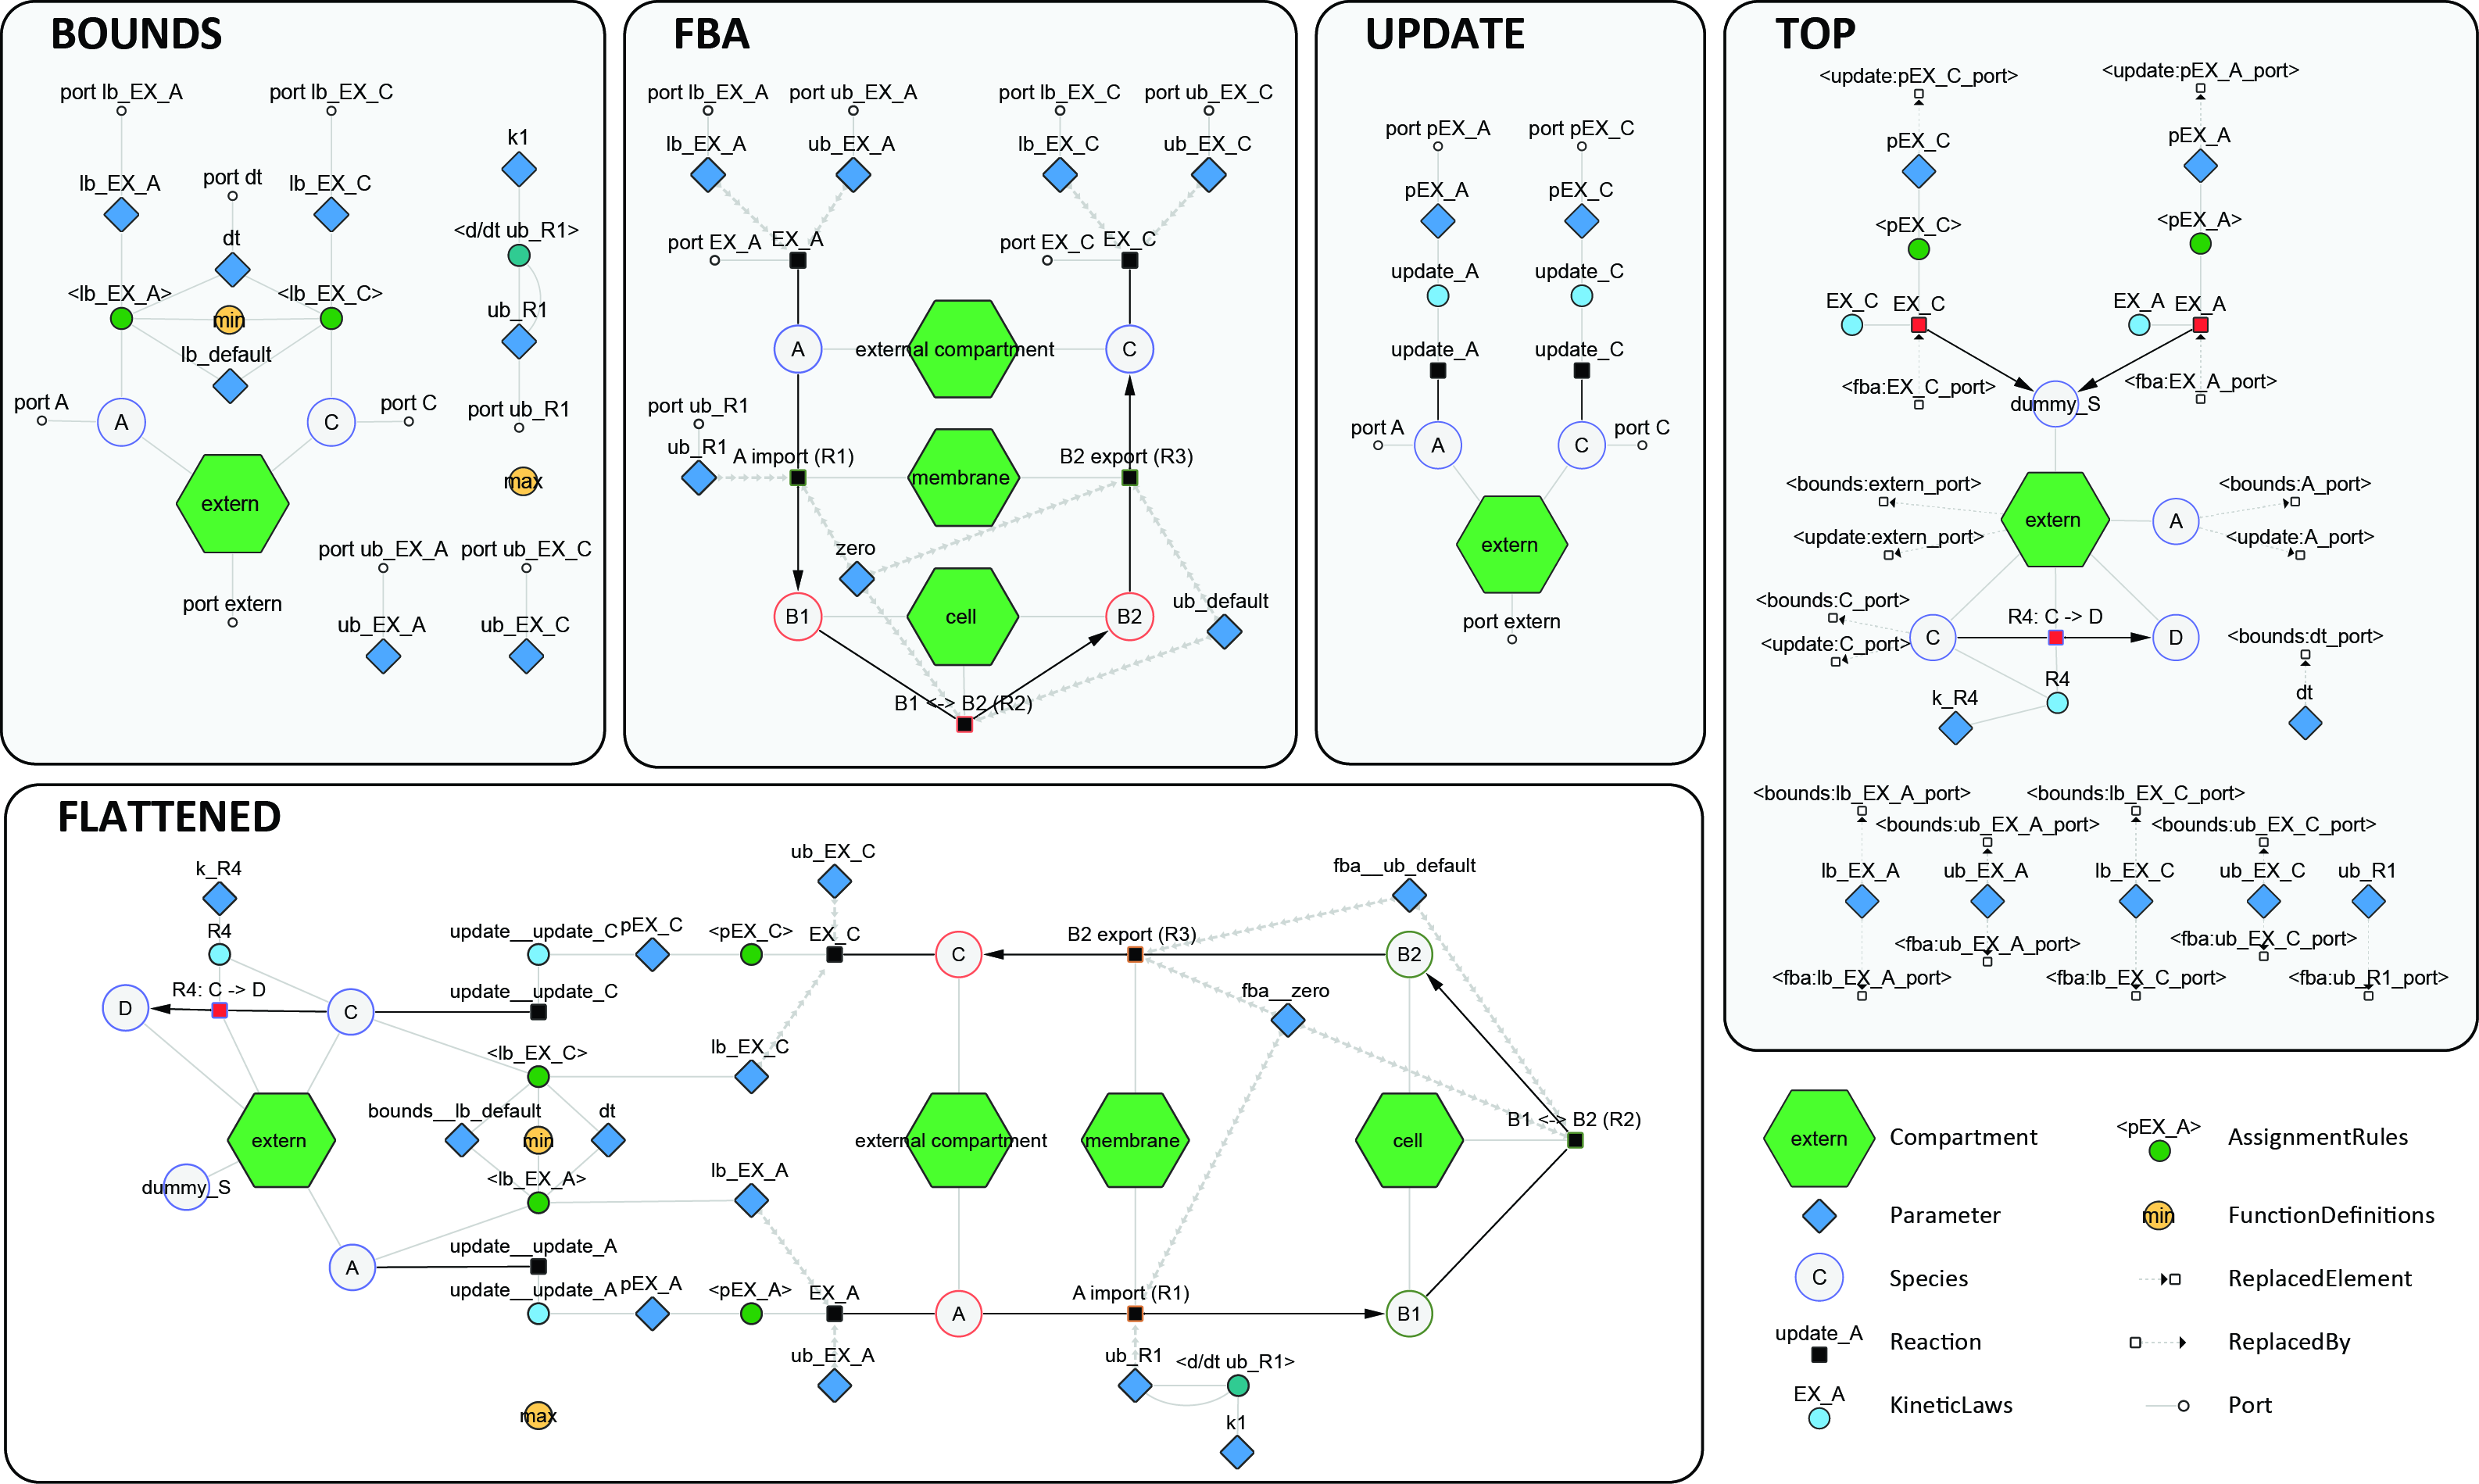 BOUNDS
port lb_EX_A
port lb_EX_C
k1
port dt
lb_EX_A
lb_EX_C
<d/dt ub_R1>
dt
<lb_EX_A>
<lb_EX_C>
min
ub_R1
lb_default
port A
A
C
port C
port ub_R1
max
extern
port ub_EX_A
port ub_EX_C
port extern
ub_EX_A
ub_EX_C
FBA
port lb_EX_A
port ub_EX_A
port lb_EX_C
port ub_EX_C
lb_EX_A
ub_EX_A
lb_EX_C
ub_EX_C
port EX_A
EX_A
port EX_C
EX_C
A
external compartment
C
port ub_R1
ub_R1
A import (R1)
membrane
B2 export (R3)
zero
B1
cell
B2
ub_default
B1 <-> B2 (R2)
UPDATE
port pEX_A
port pEX_C
pEX_A
pEX_C
update_A
update_C
update_A
update_C
port A
A
C
port C
extern
port extern
TOP
<update:pEX_C_port>
<update:pEX_A_port>
pEX_C
pEX_A
<pEX_C>
<pEX_A>
EX_C
EX_C
EX_A
EX_A
<fba:EX_C_port>
<fba:EX_A_port>
dummy_S
<bounds:extern_port>
<bounds:A_port>
extern
A
<update:extern_port>
<update:A_port>
<bounds:C_port>
R4: C -> D
<update:C_port>
C
D
<bounds:dt_port>
R4
k_R4
dt
<bounds:lb_EX_A_port>
<bounds:lb_EX_C_port>
<bounds:ub_EX_A_port>
<bounds:ub_EX_C_port>
lb_EX_A
ub_EX_A
lb_EX_C
ub_EX_C
ub_R1
<fba:ub_EX_A_port>
<fba:ub_EX_C_port>
<fba:lb_EX_A_port>
<fba:lb_EX_C_port>
<fba:ub_R1_port>
FLATTENED
k_R4
R4
R4: C -> D
D
C
update__update_C
pEX_C
<pEX_C>
EX_C
ub_EX_C
update__update_C
C
B2 export (R3)
B2
fba__ub_default
fba__zero
<lb_EX_C>
lb_EX_C
bounds__lb_default
dt
min
extern
external compartment
membrane
cell
B1 <-> B2 (R2)
dummy_S
<lb_EX_A>
lb_EX_A
A
update__update_A
update__update_A
pEX_A
<pEX_A>
EX_A
A
A import (R1)
B1
ub_EX_A
ub_R1
<d/dt ub_R1>
max
k1
extern
Compartment
<pEX_A>
AssignmentRules
Parameter
min
FunctionDefinitions
C
Species
ReplacedElement
update_A
Reaction
ReplacedBy
EX_A
KineticLaws
Port